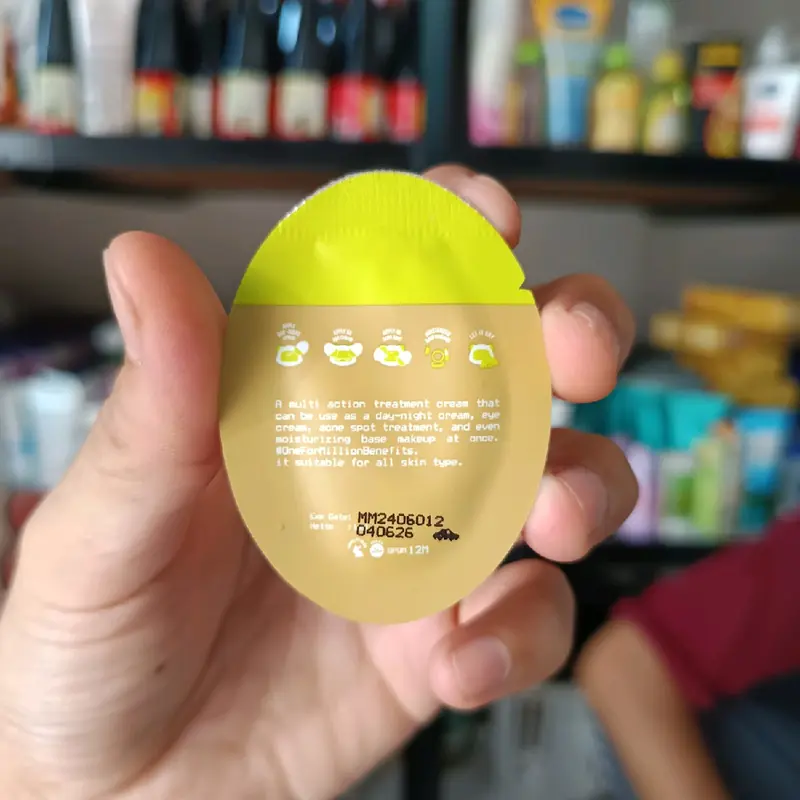 A multi action treatment cream that
can be use as a day-night cream, eye
cream, acne spot treatment, and even
moisturizing base makeup at once.
#OneForMillionBenefits.
it suitable for all skin type.
Exp Date: MM2406012
Netto : 040626
12M